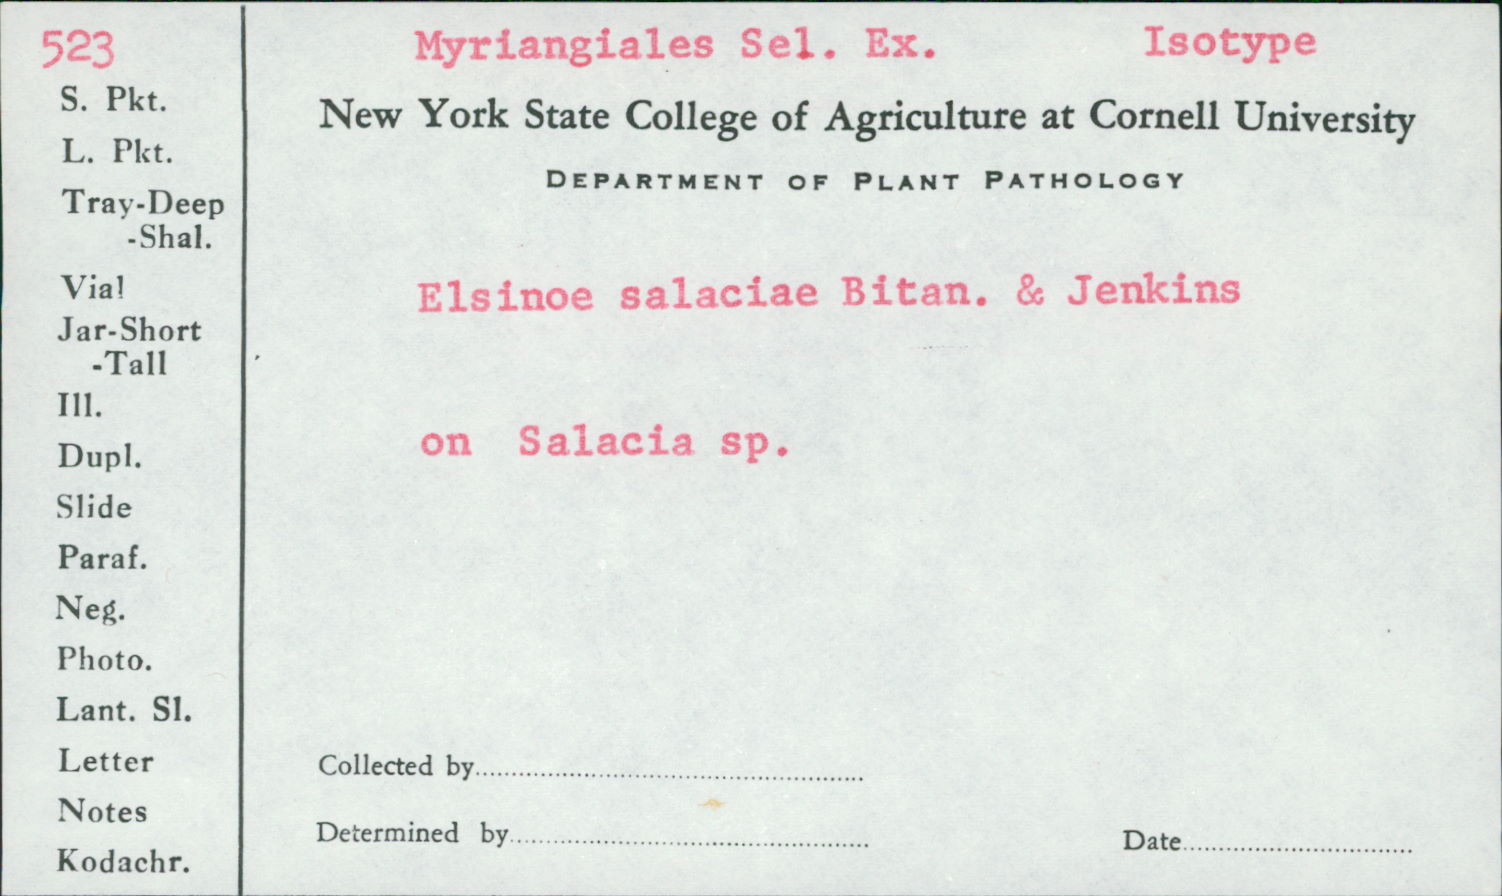 523
S. Pkt.
L. Pkt.
Tray-Deep
-Shal.
Vial
Jar-Short
-Tall
Ill.
Dupl.
Slide
Paraf.
Neg.
Photo.
Lant. Sl.
Letter
Notes
Kodachr.
Myriangiales Sel. Ex. Isotype
New York State College of Agriculture at Cornell University
DEPARTMENT OF PLANT PATHOLOGY
Elsinoe salaciae Bitan. & Jenkins
on Salacia sp.
Collected by
Determined by
Date